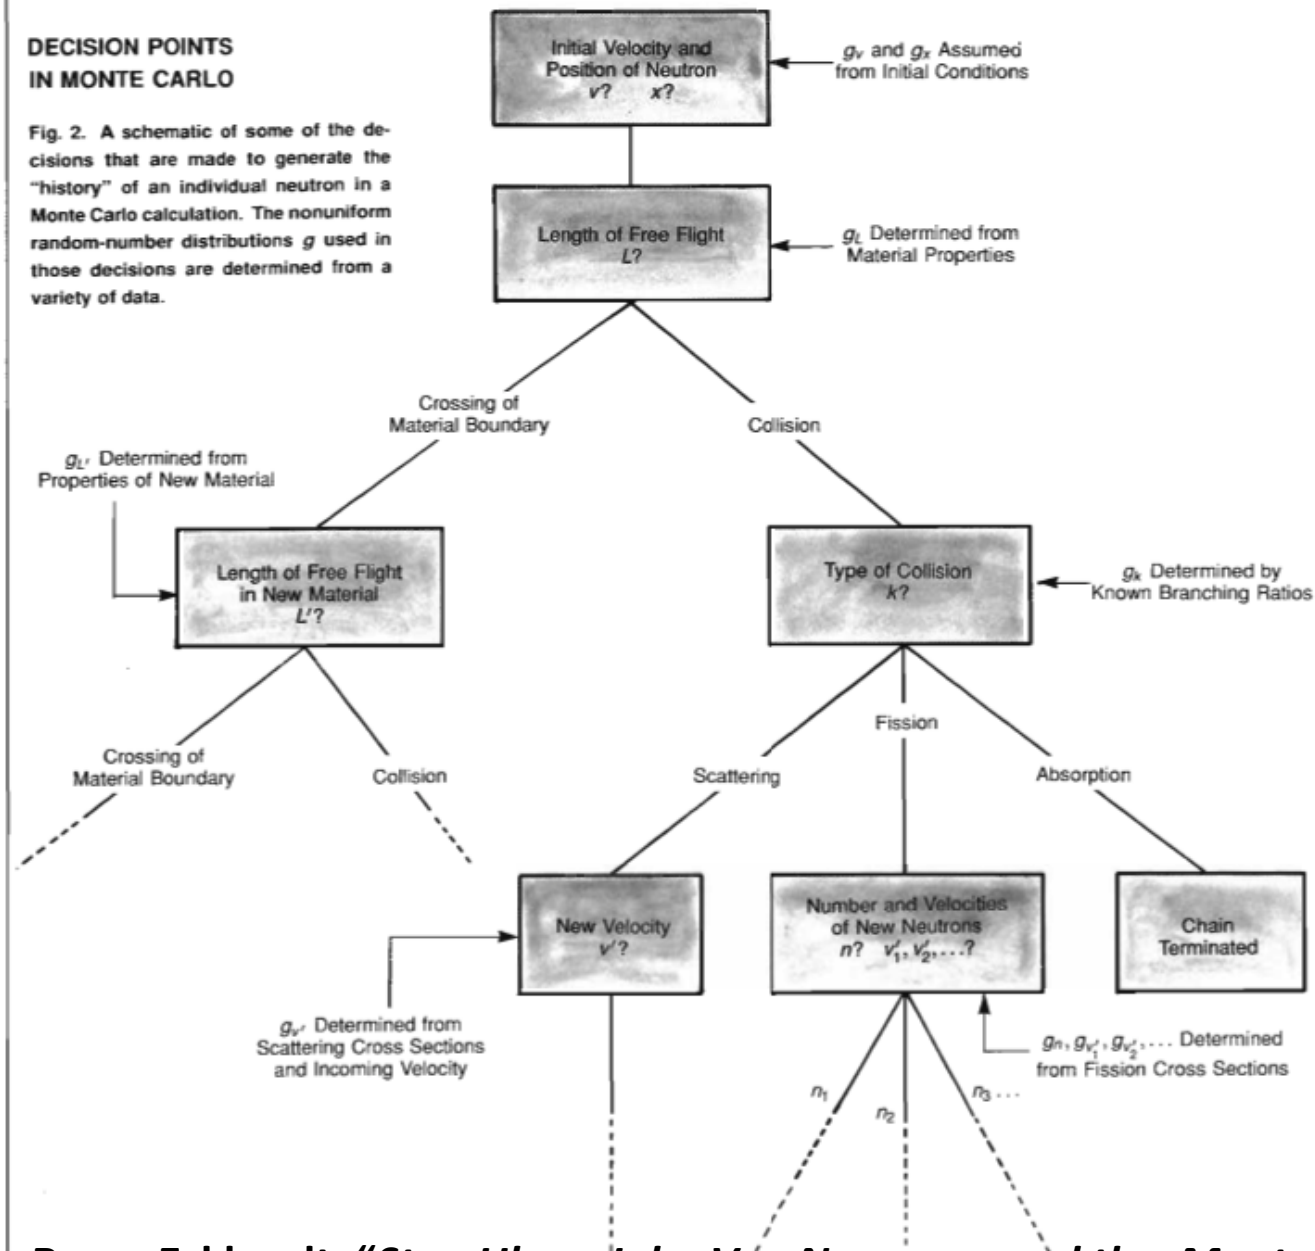 DECISION POINTS
IN MONTE CARLO
Fig. 2. A schematic of some of the de-
cisions that are made to generate the
“history” of an individual neutron in a
Monte Carlo calculation. The nonuniform
random-number distributions g used in
those decisions are determined from a
variety of data.
Initial Velocity and
Position of Neutron
v? x?
gv and gx Assumed
from Initial Conditions
Length of Free Flight
L?
gL Determined from
Material Properties
Crossing of
Material Boundary
Collision
gL′ Determined from
Properties of New Material
Length of Free Flight
in New Material
L′?
Type of Collision
k?
gk Determined by
Known Branching Ratios
Crossing of
Material Boundary
Collision
Scattering
Fission
Absorption
New Velocity
v′?
Number and Velocities
of New Neutrons
n? v′1, v′2,...?
Chain
Terminated
gv′ Determined from
Scattering Cross Sections
and Incoming Velocity
gn, gv′1, gv′2,... Determined
from Fission Cross Sections
n1
n2
n3 ...